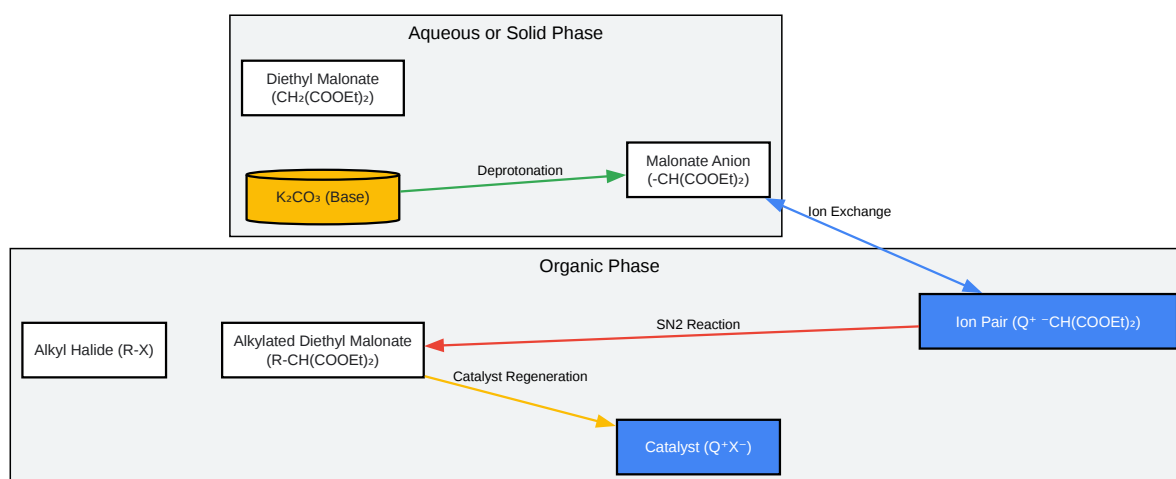 Aqueous or Solid Phase
Diethyl Malonate
(CH₂(COOEt)₂)
K₂CO₃ (Base)
Deprotonation
Malonate Anion
(-CH(COOEt)₂)
Ion Exchange
Organic Phase
Alkyl Halide (R-X)
Alkylated Diethyl Malonate
(R-CH(COOEt)₂)
SN2 Reaction
Ion Pair (Q⁺ ⁻CH(COOEt)₂)
Catalyst Regeneration
Catalyst (Q⁺X⁻)